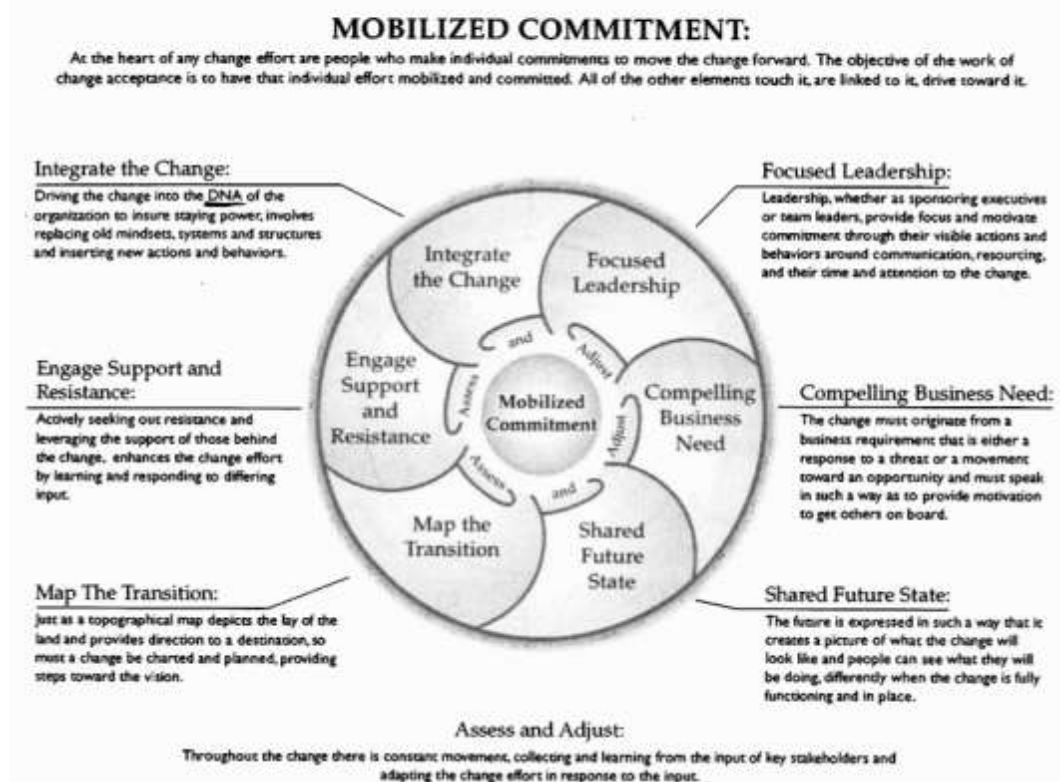 MOBILIZED COMMITMENT:
At the heart of any change effort are people who make individual commitments to move the change forward. The objective of the work of
change acceptance is to have that individual effort mobilized and committed. All of the other elements touch it, are linked to it, drive toward it.
Integrate the Change:
Driving the change into the DNA of the
organization to insure staying power, involves
replacing old mindsets, systems and structures
and inserting new actions and behaviors.
Focused Leadership:
Leadership, whether as sponsoring executives
or team leaders, provide focus and motivate
commitment through their visible actions and
behaviors around communication, resourcing,
and their time and attention to the change.
Engage Support and
Resistance:
Actively seeking out resistance and
leveraging the support of those behind
the change, enhances the change effort
by learning and responding to differing
input.
Compelling Business Need:
The change must originate from a
business requirement that is either a
response to a threat or a movement
toward an opportunity and must speak
in such a way as to provide motivation
to get others on board.
Map The Transition:
Just as a topographical map depicts the lay of the
land and provides direction to a destination, so
must a change be charted and planned, providing
steps toward the vision.
Shared Future State:
The future is expressed in such a way that it
creates a picture of what the change will
look like and people can see what they will
be doing, differently when the change is fully
functioning and in place.
Integrate
the Change
Focused
Leadership
Compelling
Business
Need
Shared
Future
State
Map the
Transition
Engage
Support
and
Resistance
Assess
and
Adjust
Assess
and
Adjust
Mobilized
Commitment
Assess and Adjust:
Throughout the change there is constant movement, collecting and learning from the input of key stakeholders and
adapting the change effort in response to the input.